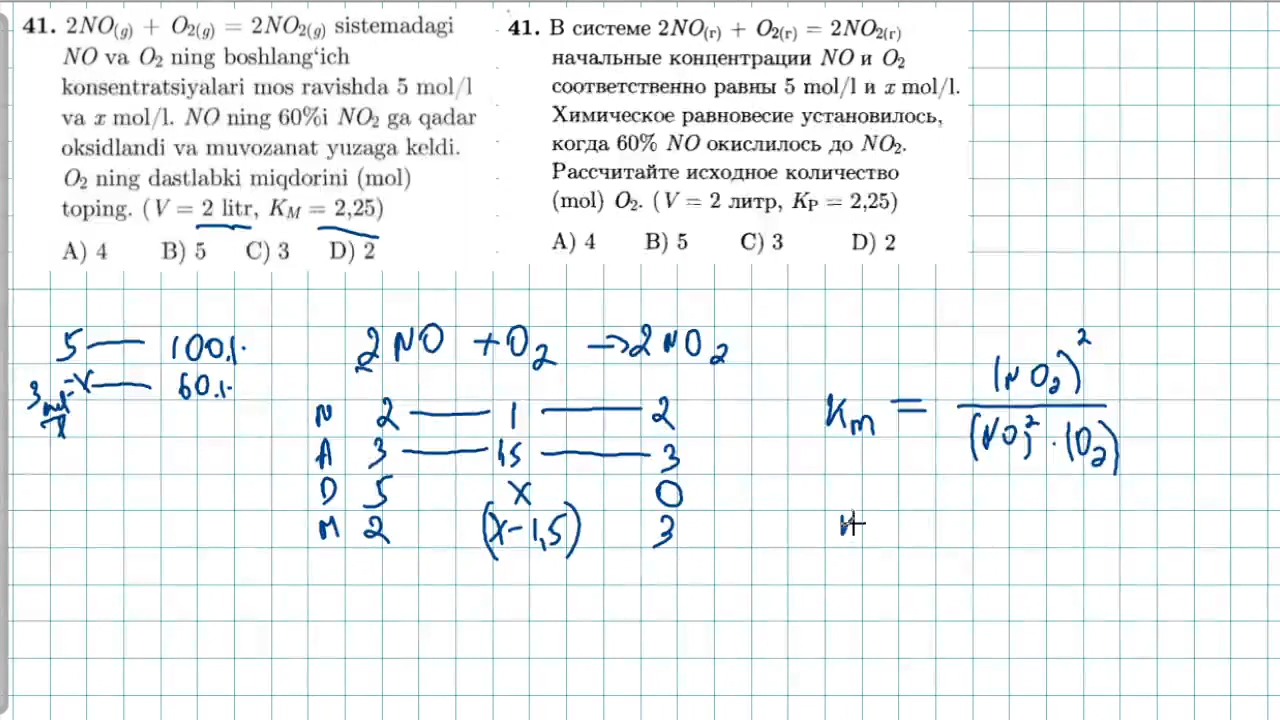 41. 2NO(g) + O2(g) = 2NO2(g) sistemadagi
NO va O2 ning boshlang‘ich
konsentratsiyalari mos ravishda 5 mol/l
va x mol/l. NO ning 60%i NO2 ga qadar
oksidlandi va muvozanat yuzaga keldi.
O2 ning dastlabki miqdorini (mol)
toping. (V = 2 litr, KM = 2,25)
A) 4 B) 5 C) 3 D) 2
41. В системе 2NO(г) + O2(г) = 2NO2(г)
начальные концентрации NO и O2
соответственно равны 5 mol/l и x mol/l.
Химическое равновесие установилось,
когда 60% NO окислилось до NO2.
Рассчитайте исходное количество
(mol) O2. (V = 2 литр, KР = 2,25)
A) 4 B) 5 C) 3 D) 2
5 — 100%
60%
2NO + O2 → 2NO2
N 2 — 1 — 2
A 3 — 1,5 — 3
D 5 x 0
M 2 (x-1,5) 3
Km = (NO2)² / (NO)² · (O2)